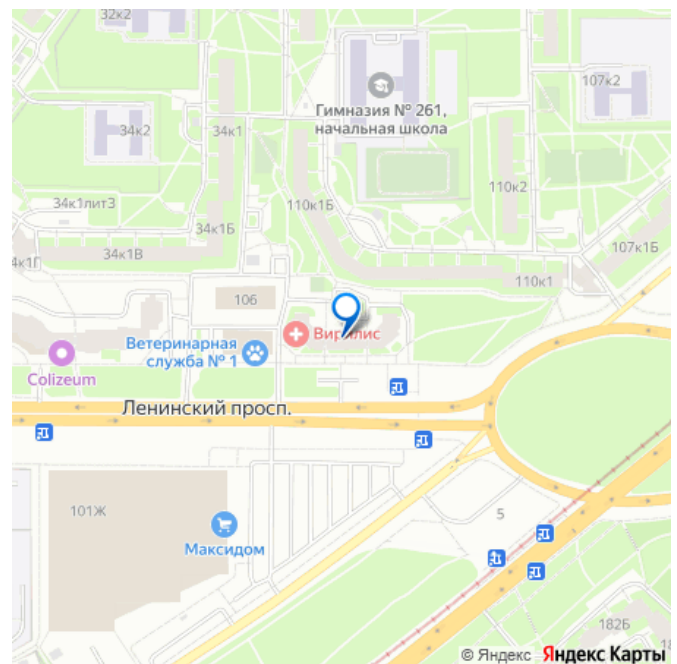 32к2
107к2
Гимназия № 261,
начальная школа
34к2
34к1
110к2
34к1лит3
110к1Б
34к1Б
34к1В
4к1Г
107к1Б
110к1
106
Ветеринарная
служба № 1
Colizeum
Ленинский просп.
101Ж
Максидом
5
182Б
© Яндекс Яндекс Карты